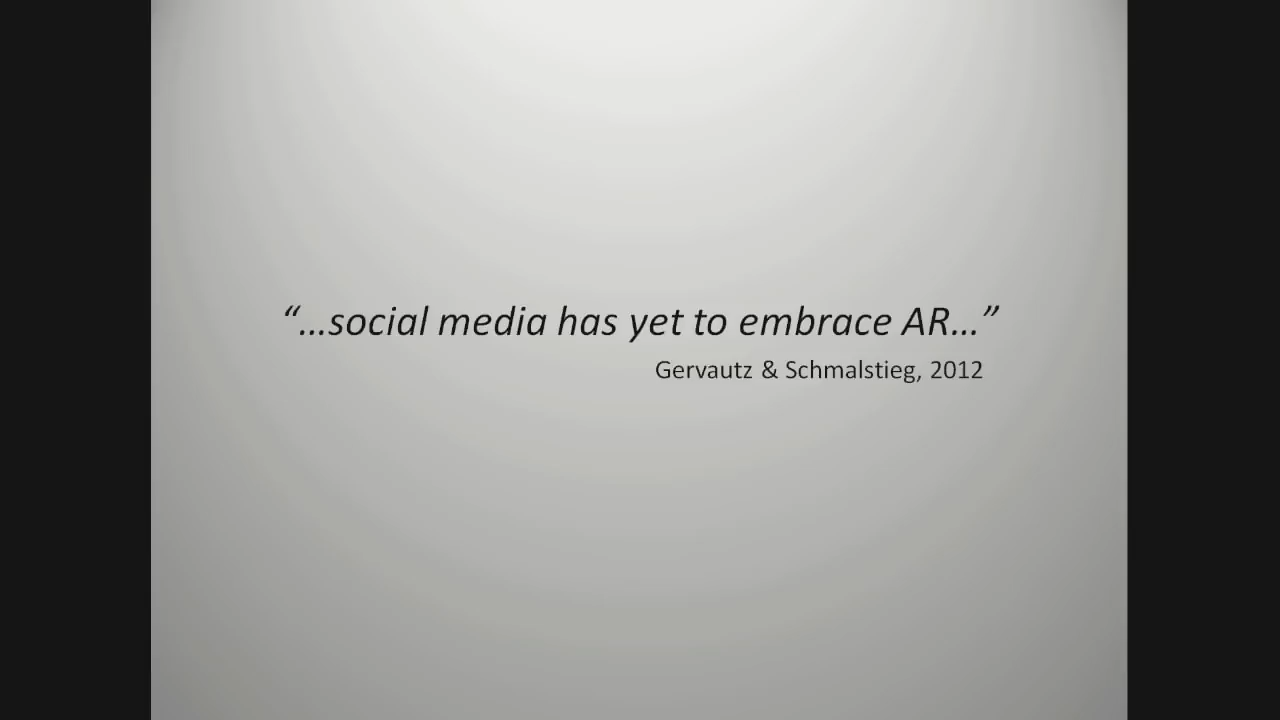 “…social media has yet to embrace AR…”
Gervautz & Schmalstieg, 2012